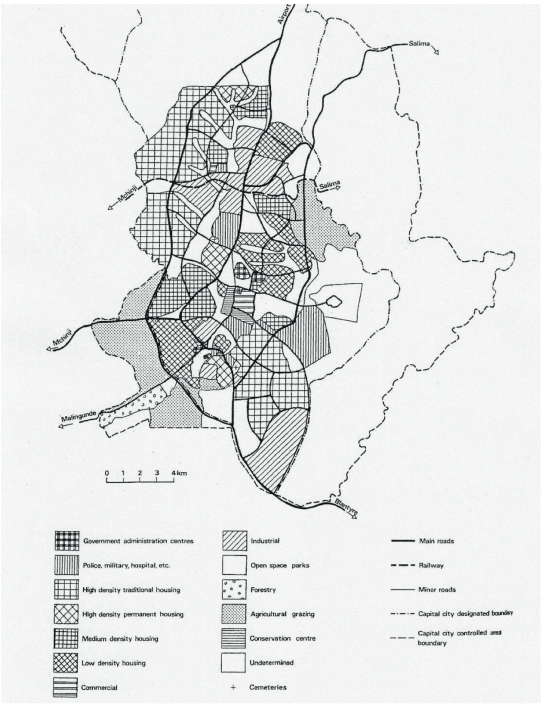 Airport
Salima
Mchinji
Salima
Mchinji
Malingunde
Blantyre
0 1 2 3 4 km
Government administration centres
Police, military, hospital, etc.
High density traditional housing
High density permanent housing
Medium density housing
Low density housing
Commercial
Industrial
Open space parks
Forestry
Agricultural grazing
Conservation centre
Undetermined
Cemeteries
Main roads
Railway
Minor roads
Capital city designated boundary
Capital city controlled area
boundary